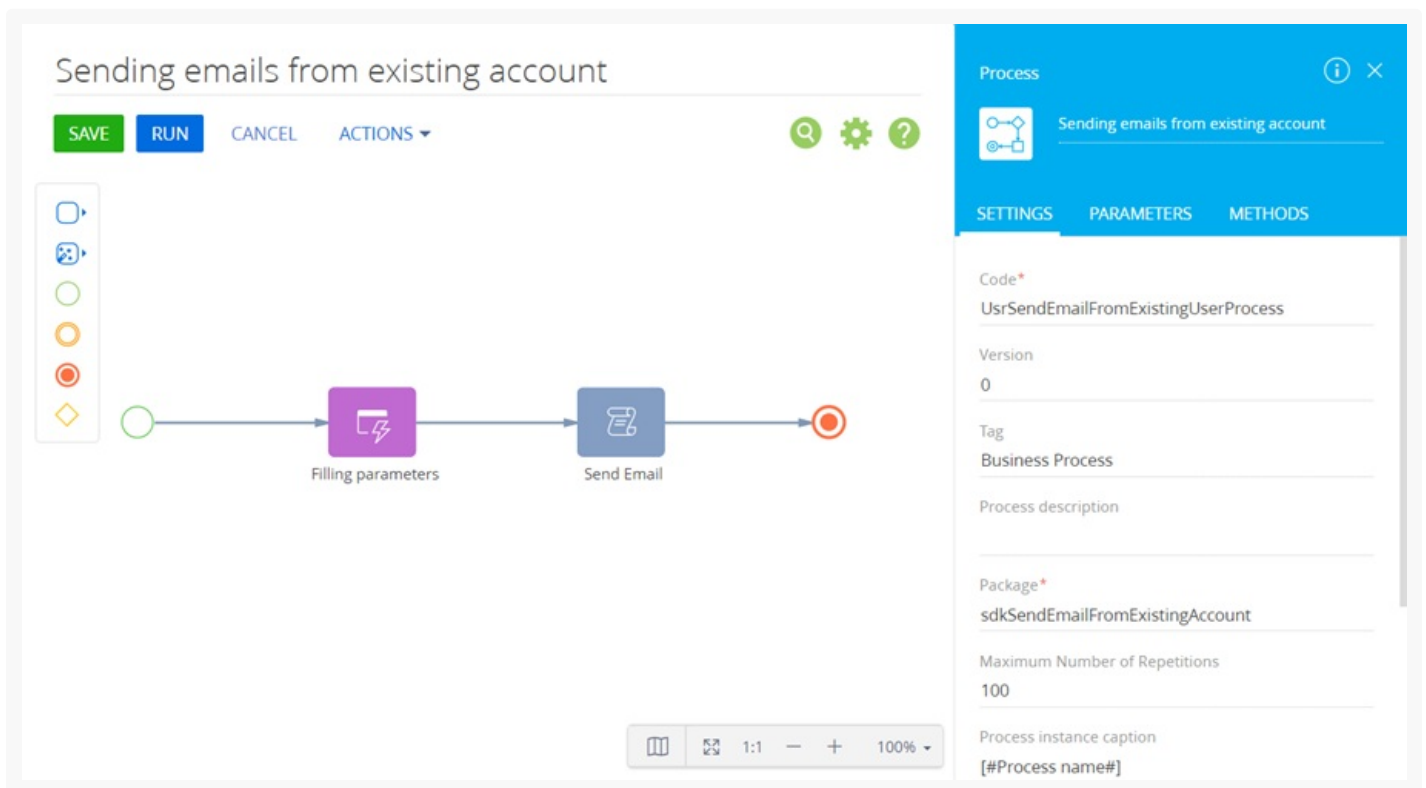 Sending emails from existing account
SAVE RUN CANCEL ACTIONS
Filling parameters
Send Email
1:1 100%
Process
Sending emails from existing account
SETTINGS PARAMETERS METHODS
Code*
UsrSendEmailFromExistingUserProcess
Version
0
Tag
Business Process
Process description
Package*
sdkSendEmailFromExistingAccount
Maximum Number of Repetitions
100
Process instance caption
[#Process name#]